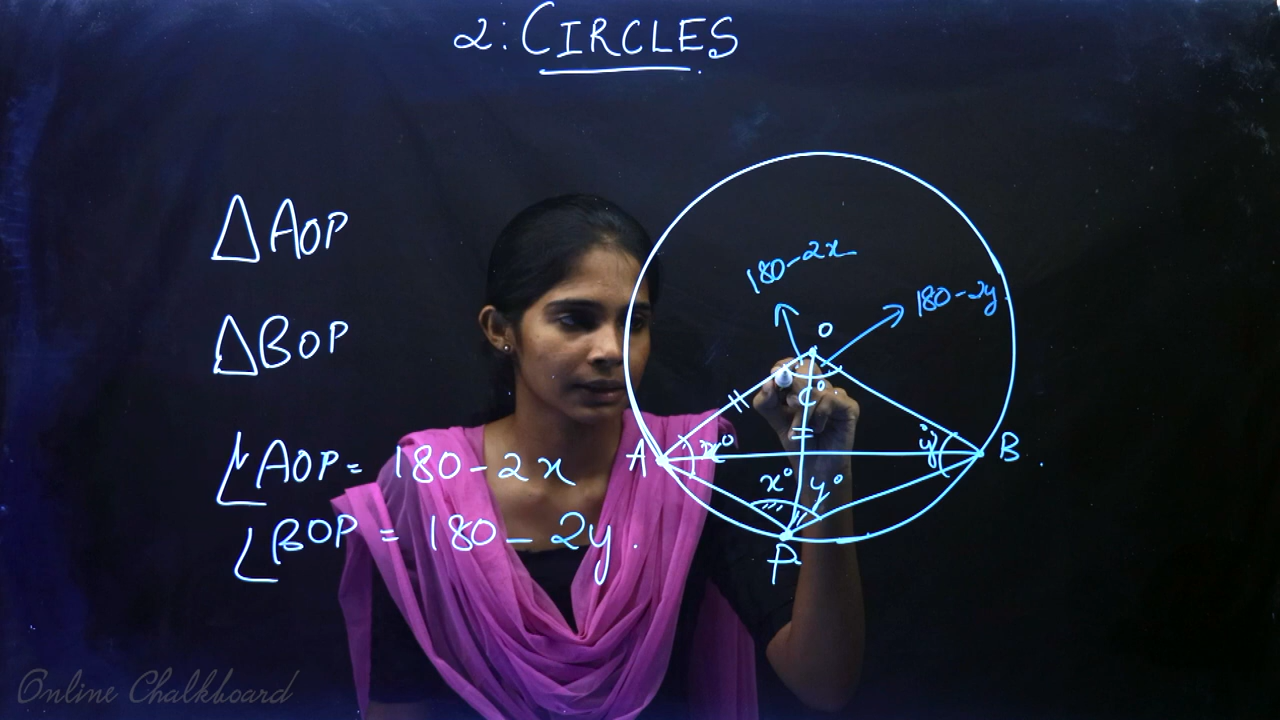 2: CIRCLES
△AOP
△BOP
∠AOP = 180 - 2x
∠BOP = 180 - 2y.
180 - 2x
180 - 2y
O
c°
A
x°
y°
B
x°
y°
P
Online Chalkboard